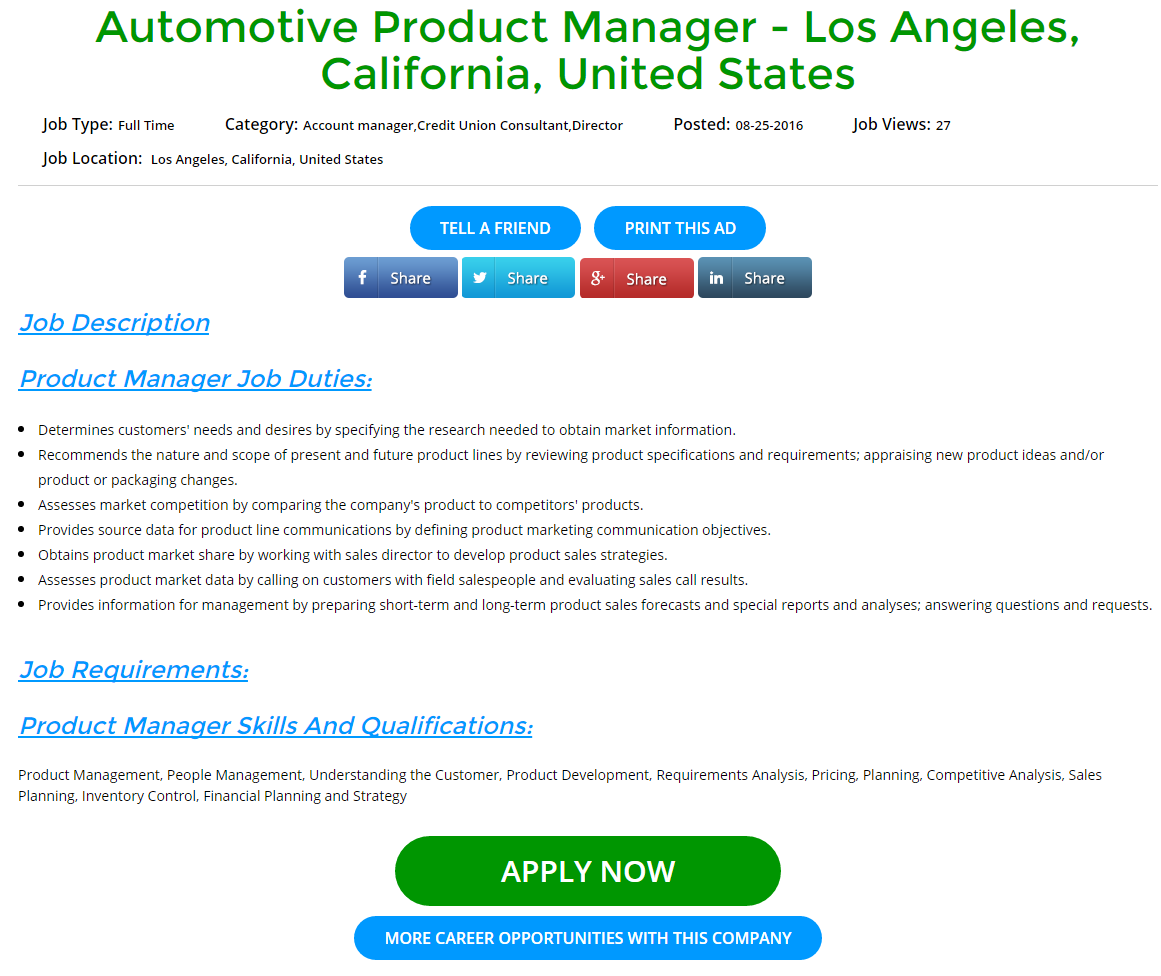 Automotive Product Manager - Los Angeles,
California, United States
Job Type: Full Time Category: Account manager,Credit Union Consultant,Director Posted: 08-25-2016 Job Views: 27
Job Location: Los Angeles, California, United States
TELL A FRIEND PRINT THIS AD
f Share Share g+ Share in Share
Job Description
Product Manager Job Duties:
• Determines customers' needs and desires by specifying the research needed to obtain market information.
• Recommends the nature and scope of present and future product lines by reviewing product specifications and requirements; appraising new product ideas and/or
product or packaging changes.
• Assesses market competition by comparing the company's product to competitors' products.
• Provides source data for product line communications by defining product marketing communication objectives.
• Obtains product market share by working with sales director to develop product sales strategies.
• Assesses product market data by calling on customers with field salespeople and evaluating sales call results.
• Provides information for management by preparing short-term and long-term product sales forecasts and special reports and analyses; answering questions and requests.
Job Requirements:
Product Manager Skills And Qualifications:
Product Management, People Management, Understanding the Customer, Product Development, Requirements Analysis, Pricing, Planning, Competitive Analysis, Sales
Planning, Inventory Control, Financial Planning and Strategy
APPLY NOW
MORE CAREER OPPORTUNITIES WITH THIS COMPANY